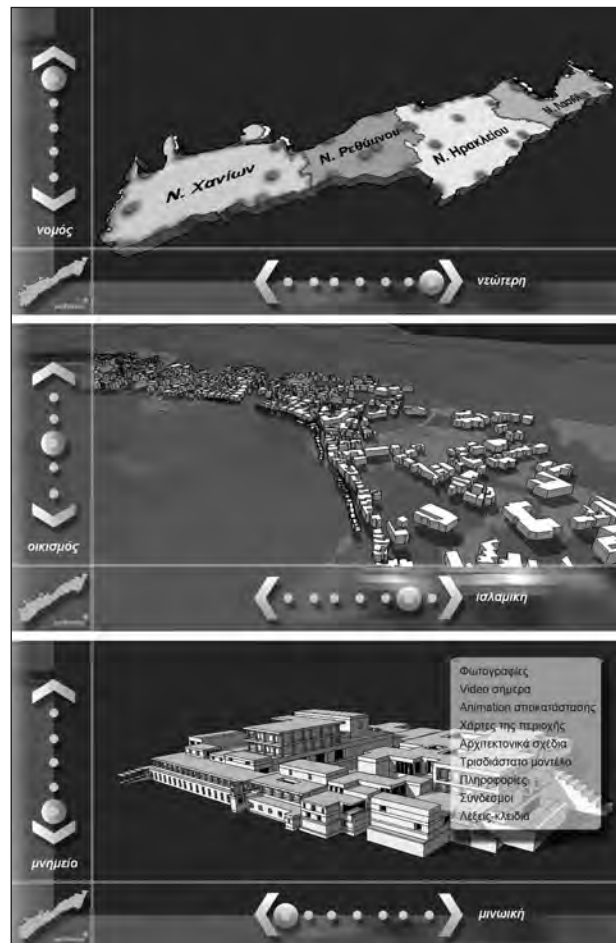 Ν. Χανίων
Ν. Ρεθύμνου
Ν. Ηρακλείου
Ν. Λασιθίου
νομός
νεώτερη
οικισμός
ισλαμική
Φωτογραφίες
Video σήμερα
Animation αποκατάστασης
Χάρτες της περιοχής
Αρχιτεκτονικά σχέδια
Τρισδιάστατο μοντέλο
Πληροφορίες
Σύνδεσμοι
Λέξεις-κλειδιά
μνημείο
μινωική